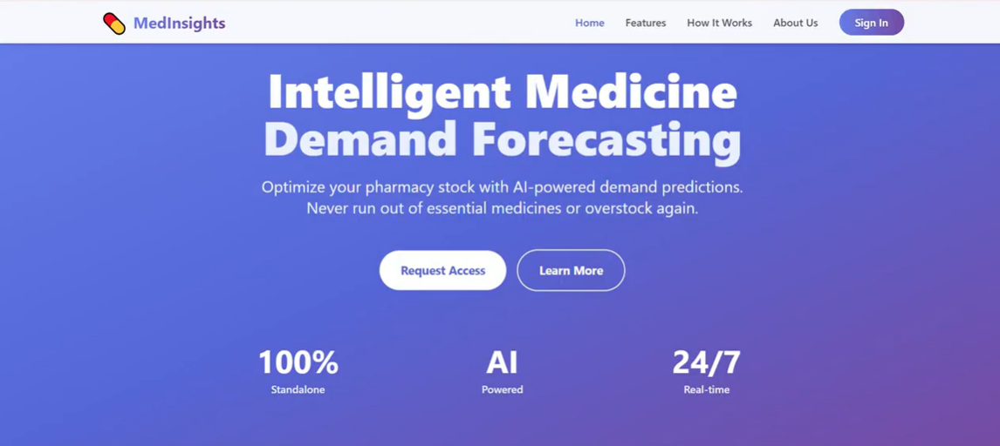 MedInsights
Home Features How It Works About Us Sign In
Intelligent Medicine
Demand Forecasting
Optimize your pharmacy stock with AI-powered demand predictions.
Never run out of essential medicines or overstock again.
Request Access Learn More
100% AI 24/7
Standalone Powered Real-time